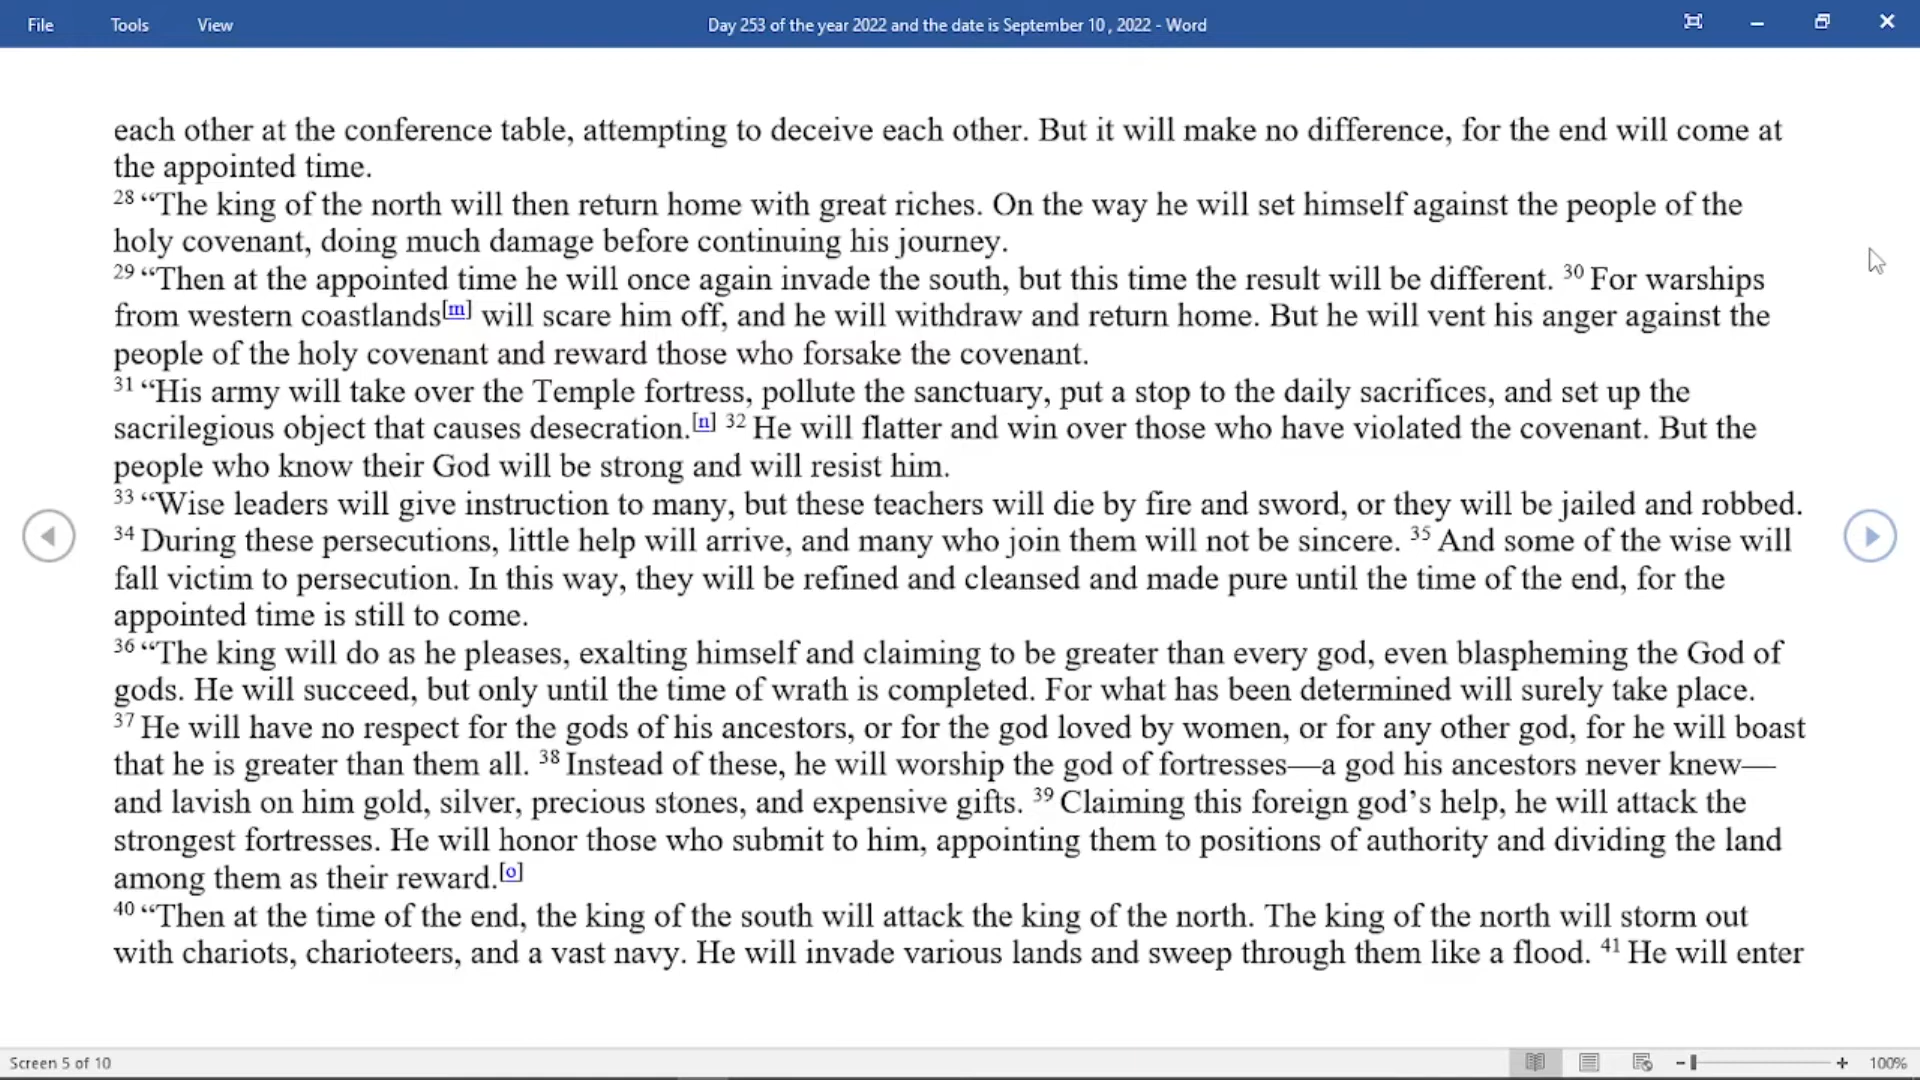 File Tools View Day 253 of the year 2022 and the date is September 10 , 2022 - Word
each other at the conference table, attempting to deceive each other. But it will make no difference, for the end will come at
the appointed time.
28 “The king of the north will then return home with great riches. On the way he will set himself against the people of the
holy covenant, doing much damage before continuing his journey.
29 “Then at the appointed time he will once again invade the south, but this time the result will be different. 30 For warships
from western coastlands[m] will scare him off, and he will withdraw and return home. But he will vent his anger against the
people of the holy covenant and reward those who forsake the covenant.
31 “His army will take over the Temple fortress, pollute the sanctuary, put a stop to the daily sacrifices, and set up the
sacrilegious object that causes desecration.[n] 32 He will flatter and win over those who have violated the covenant. But the
people who know their God will be strong and will resist him.
33 “Wise leaders will give instruction to many, but these teachers will die by fire and sword, or they will be jailed and robbed.
34 During these persecutions, little help will arrive, and many who join them will not be sincere. 35 And some of the wise will
fall victim to persecution. In this way, they will be refined and cleansed and made pure until the time of the end, for the
appointed time is still to come.
36 “The king will do as he pleases, exalting himself and claiming to be greater than every god, even blaspheming the God of
gods. He will succeed, but only until the time of wrath is completed. For what has been determined will surely take place.
37 He will have no respect for the gods of his ancestors, or for the god loved by women, or for any other god, for he will boast
that he is greater than them all. 38 Instead of these, he will worship the god of fortresses—a god his ancestors never knew—
and lavish on him gold, silver, precious stones, and expensive gifts. 39 Claiming this foreign god’s help, he will attack the
strongest fortresses. He will honor those who submit to him, appointing them to positions of authority and dividing the land
among them as their reward.[o]
40 “Then at the time of the end, the king of the south will attack the king of the north. The king of the north will storm out
with chariots, charioteers, and a vast navy. He will invade various lands and sweep through them like a flood. 41 He will enter
Screen 5 of 10 100%